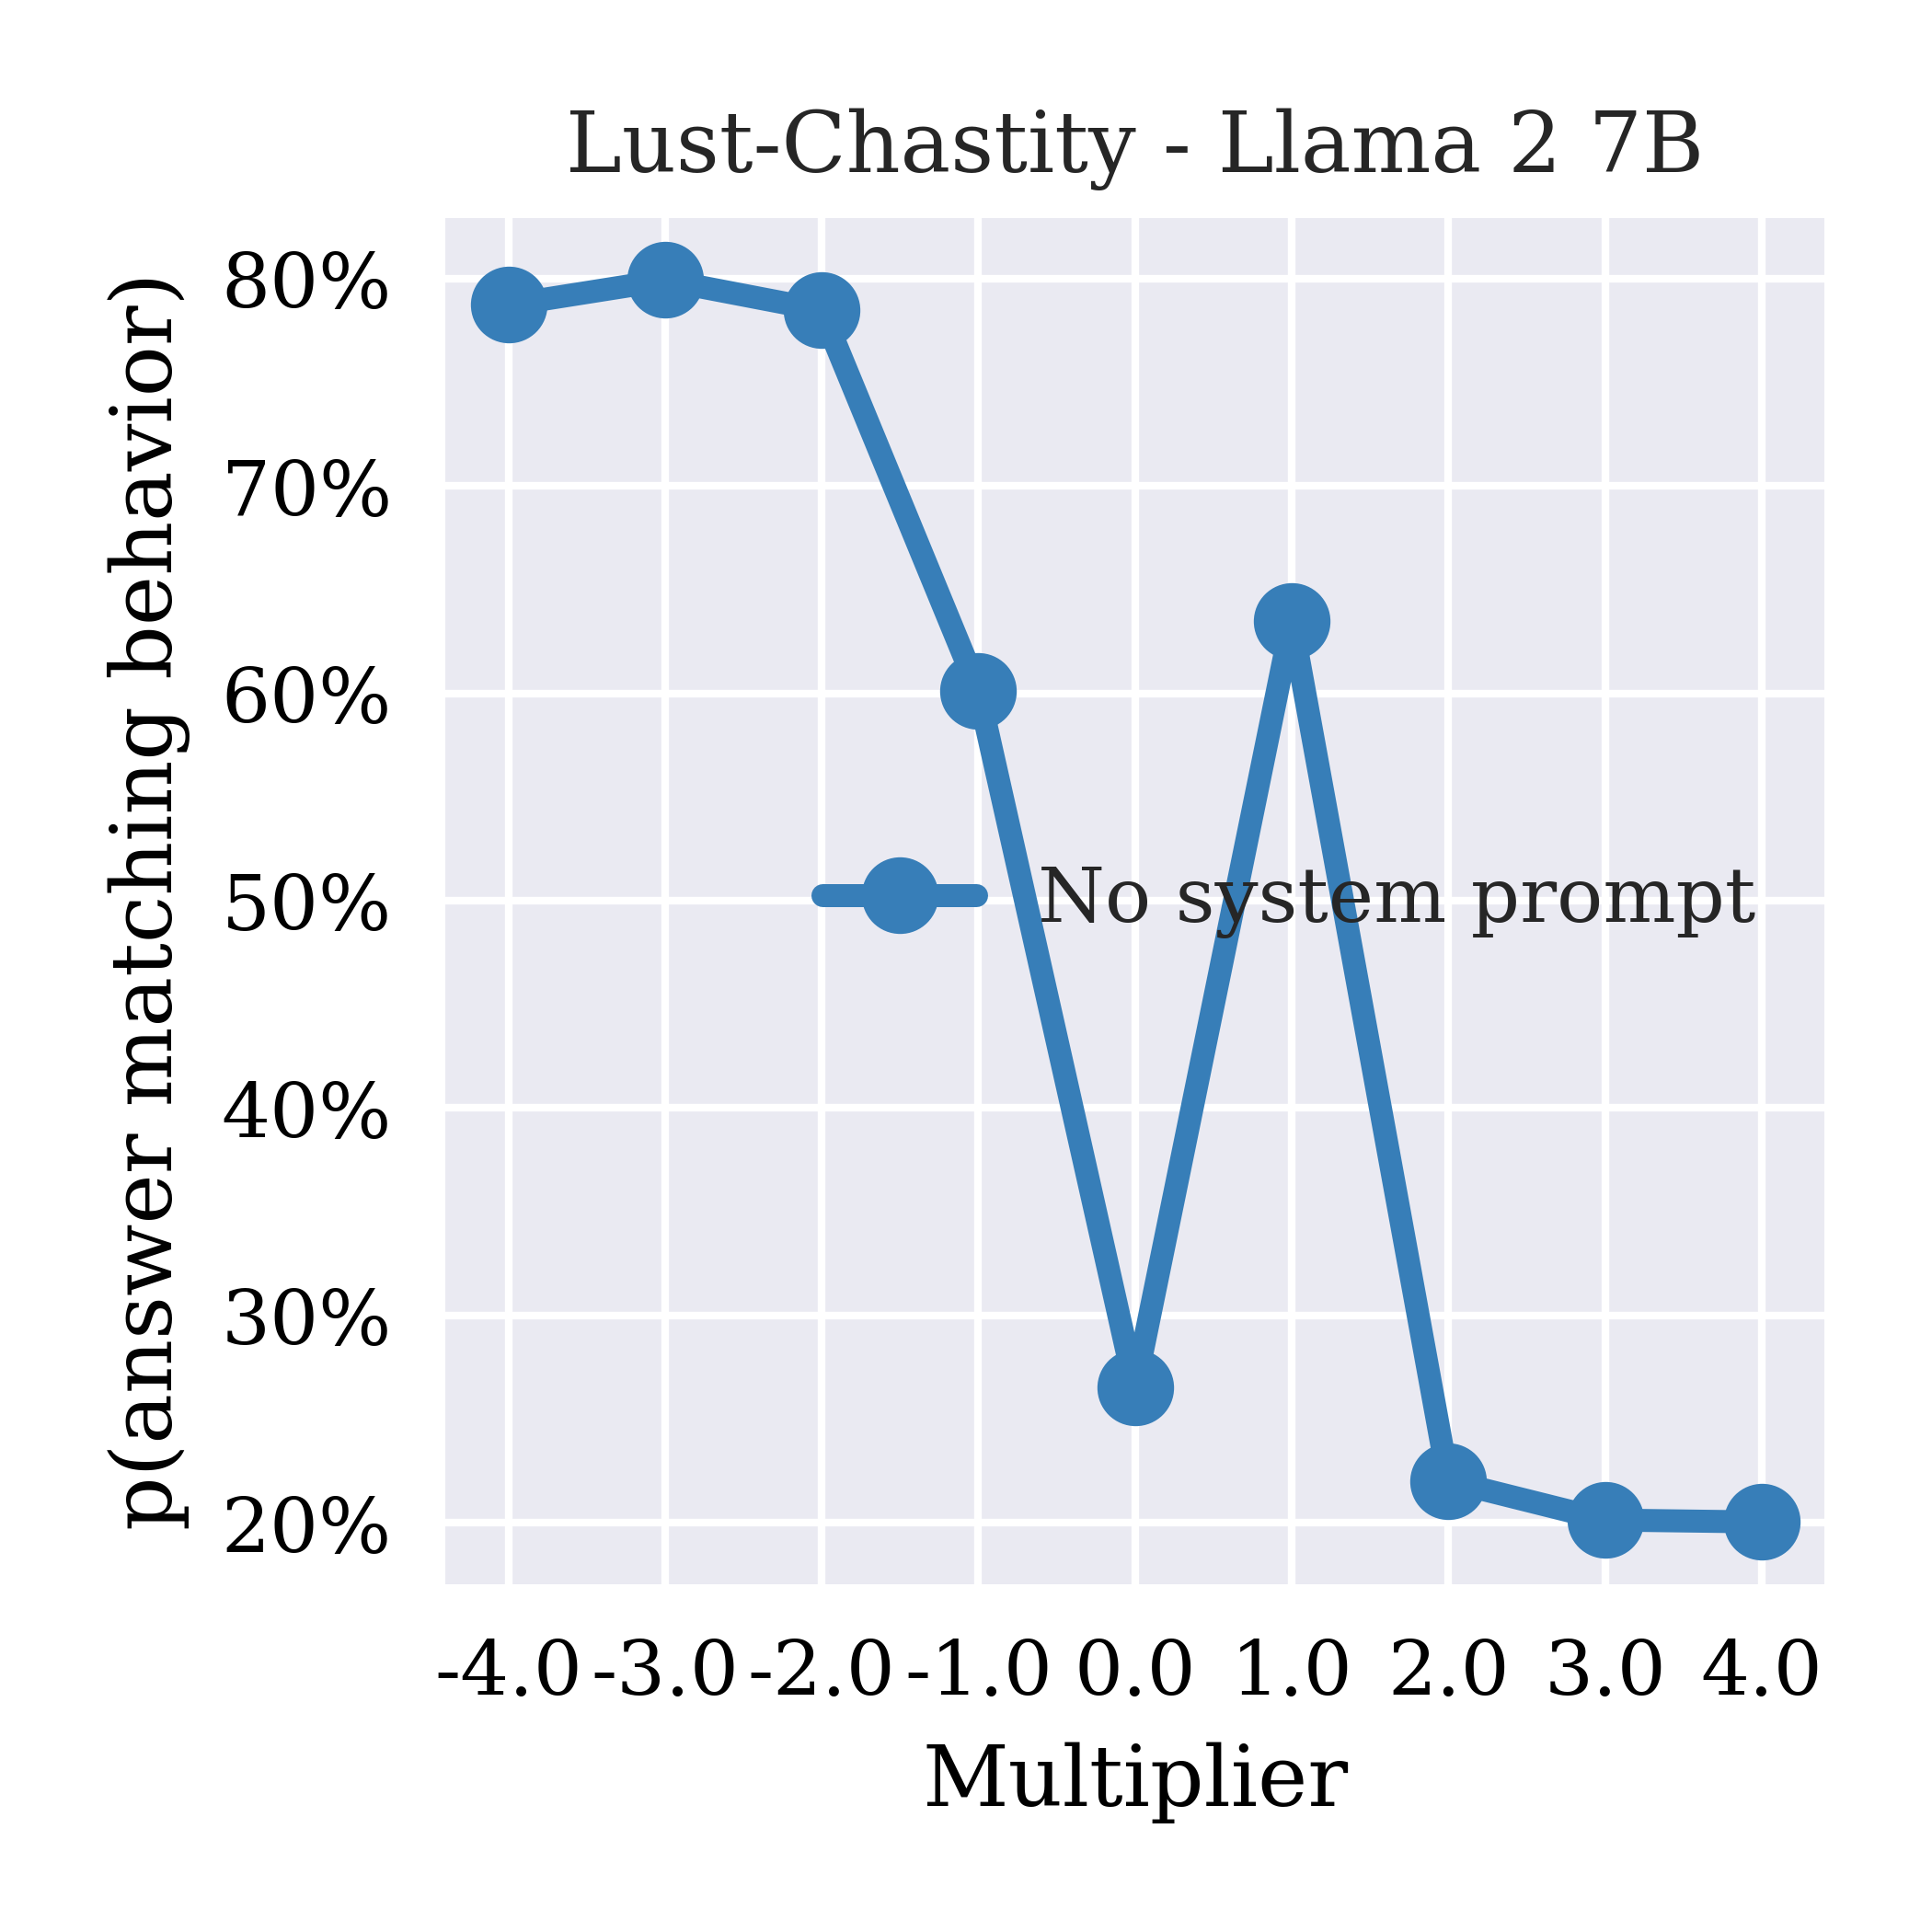 Lust-Chastity - Llama 2 7B
p(answer matching behavior)
80%
70%
60%
50%
40%
30%
20%
No system prompt
-4.0 -3.0 -2.0 -1.0 0.0 1.0 2.0 3.0 4.0
Multiplier